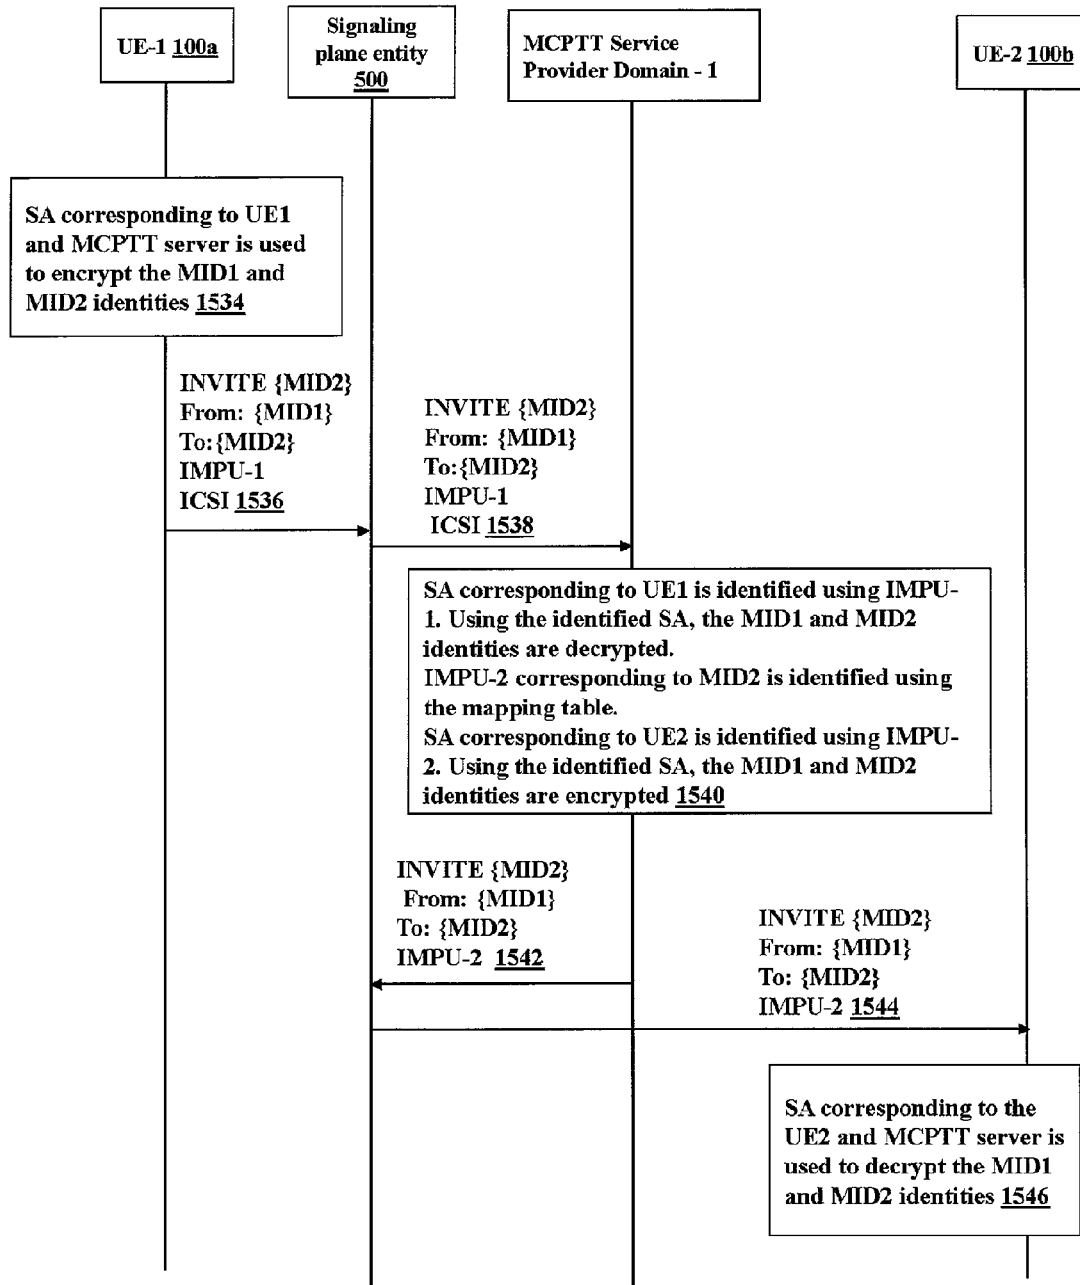 UE-1 100a
Signaling
plane entity
500
MCPTT Service
Provider Domain - 1
UE-2 100b
SA corresponding to UE1
and MCPTT server is used
to encrypt the MID1 and
MID2 identities 1534
INVITE {MID2}
From: {MID1}
To:{MID2}
IMPU-1
ICSI 1536
INVITE {MID2}
From: {MID1}
To:{MID2}
IMPU-1
ICSI 1538
SA corresponding to UE1 is identified using IMPU-
1. Using the identified SA, the MID1 and MID2
identities are decrypted.
IMPU-2 corresponding to MID2 is identified using
the mapping table.
SA corresponding to UE2 is identified using IMPU-
2. Using the identified SA, the MID1 and MID2
identities are encrypted 1540
INVITE {MID2}
From: {MID1}
To: {MID2}
IMPU-2 1542
INVITE {MID2}
From: {MID1}
To: {MID2}
IMPU-2 1544
SA corresponding to the
UE2 and MCPTT server is
used to decrypt the MID1
and MID2 identities 1546